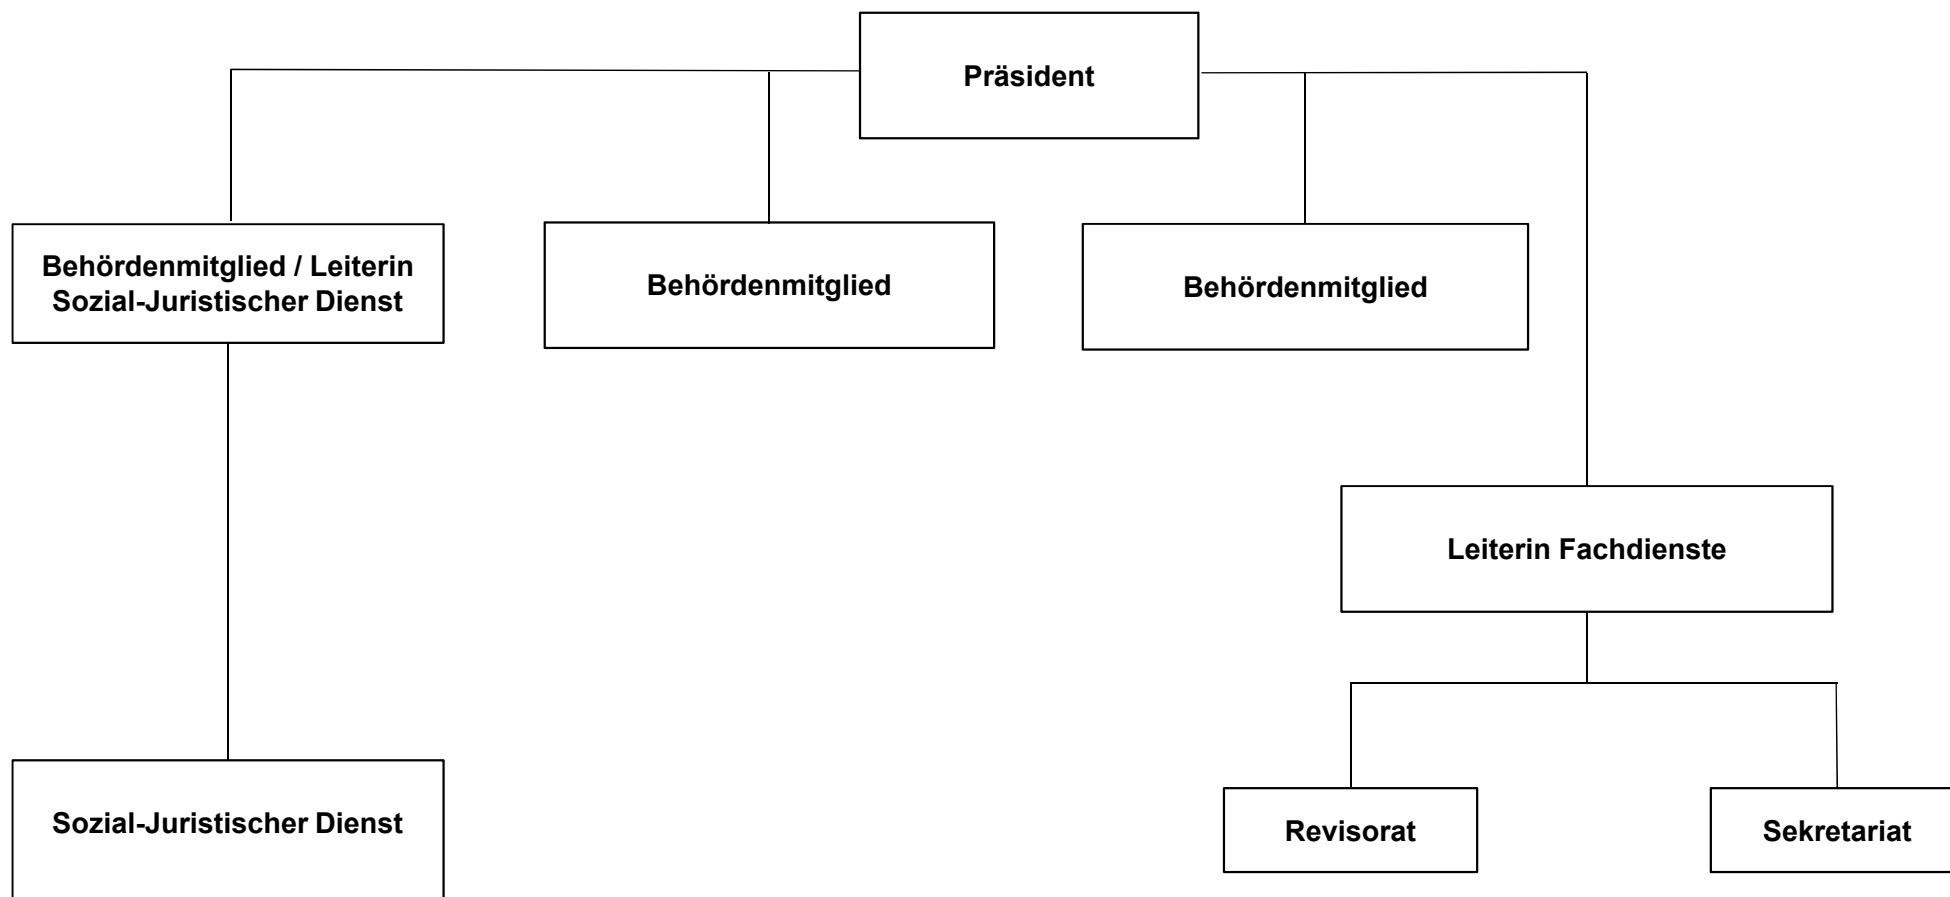 Präsident
Behördenmitglied / Leiterin
Sozial-Juristischer Dienst
Behördenmitglied
Behördenmitglied
Leiterin Fachdienste
Sozial-Juristischer Dienst
Revisorat
Sekretariat